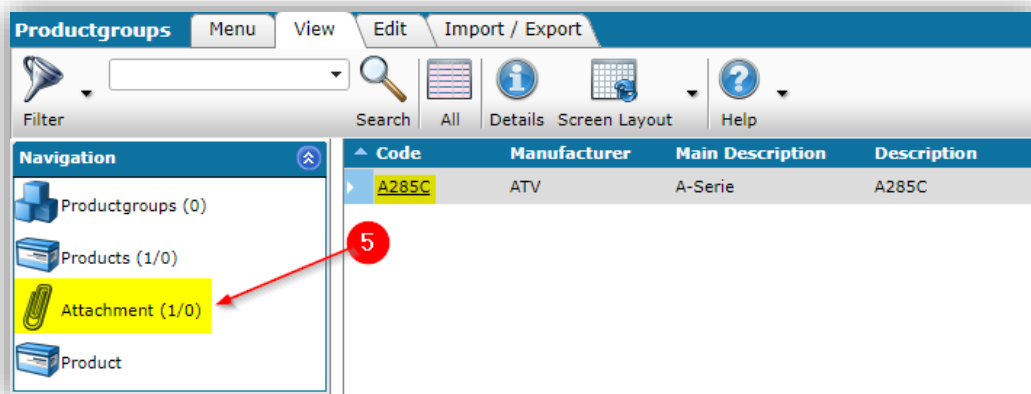 Productgroups Menu View Edit Import / Export
Filter Search All Details Screen Layout Help
Navigation
Code Manufacturer Main Description Description
A285C ATV A-Serie A285C
Productgroups (0)
5
Products (1/0)
Attachment (1/0)
Product